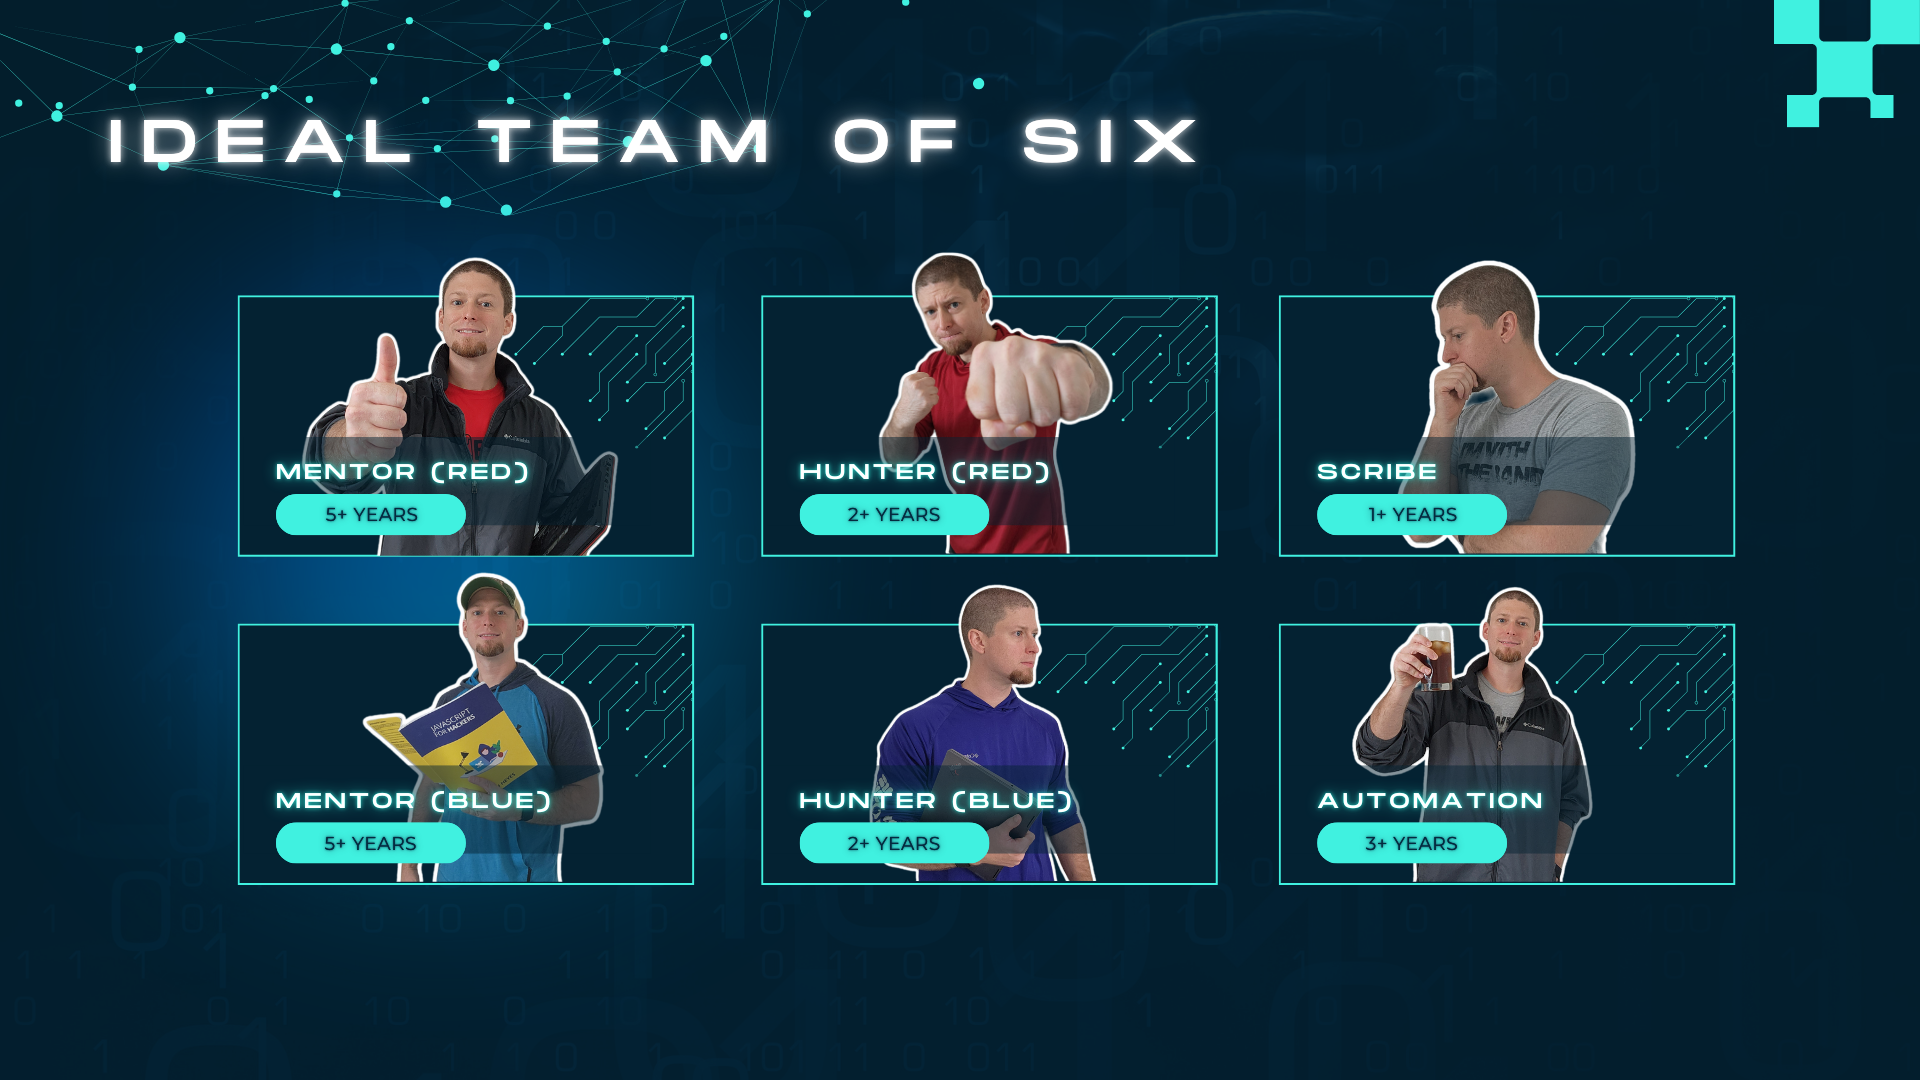 IDEAL TEAM OF SIX
MENTOR (RED)
5+ YEARS
HUNTER (RED)
2+ YEARS
SCRIBE
1+ YEARS
MENTOR (BLUE)
5+ YEARS
JAVASCRIPT
FOR HACKERS
HUNTER (BLUE)
2+ YEARS
AUTOMATION
3+ YEARS